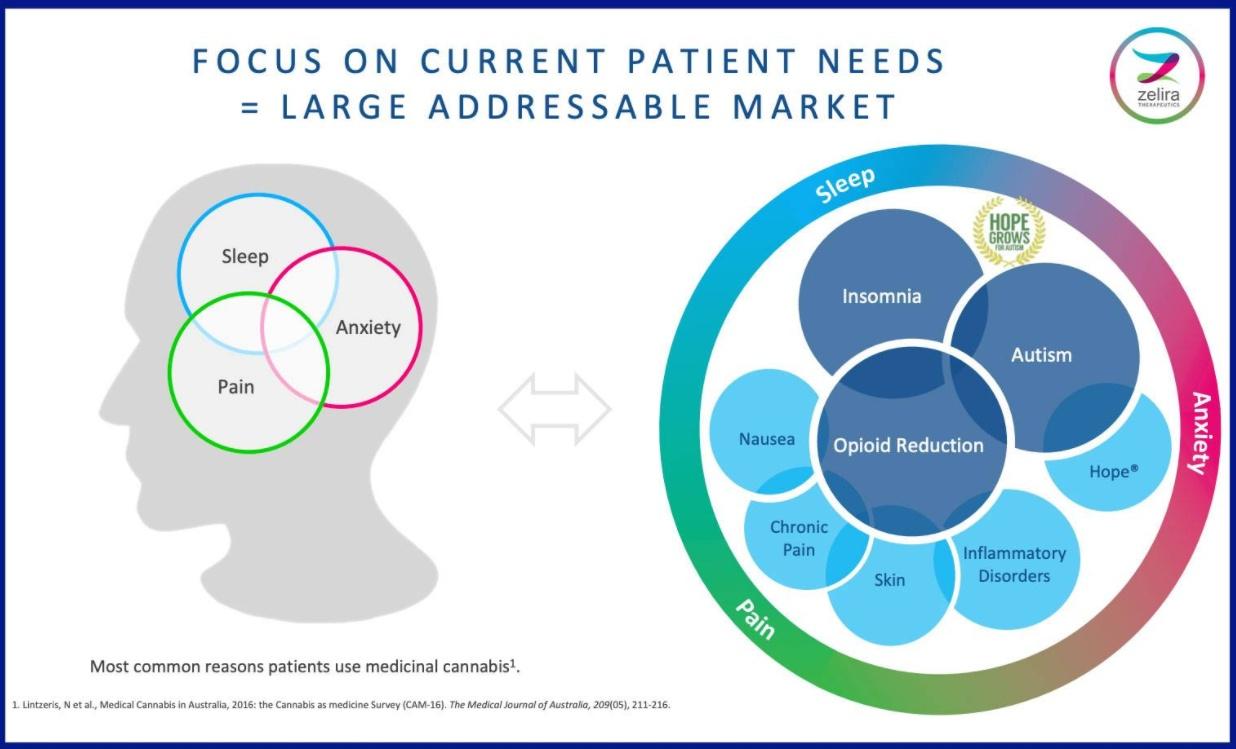 FOCUS ON CURRENT PATIENT NEEDS
= LARGE ADDRESSABLE MARKET
zelira
THERAPEUTICS
Sleep
Anxiety
Pain
Most common reasons patients use medicinal cannabis¹.
Sleep
HOPE
GROWS
FOR AUTISM
Insomnia
Autism
Anxiety
Nausea
Opioid Reduction
Hope®
Chronic
Pain
Skin
Inflammatory
Disorders
Pain
1. Lintzeris, N et al., Medical Cannabis in Australia, 2016: the Cannabis as medicine Survey (CAM-16). The Medical Journal of Australia, 209(05), 211-216.